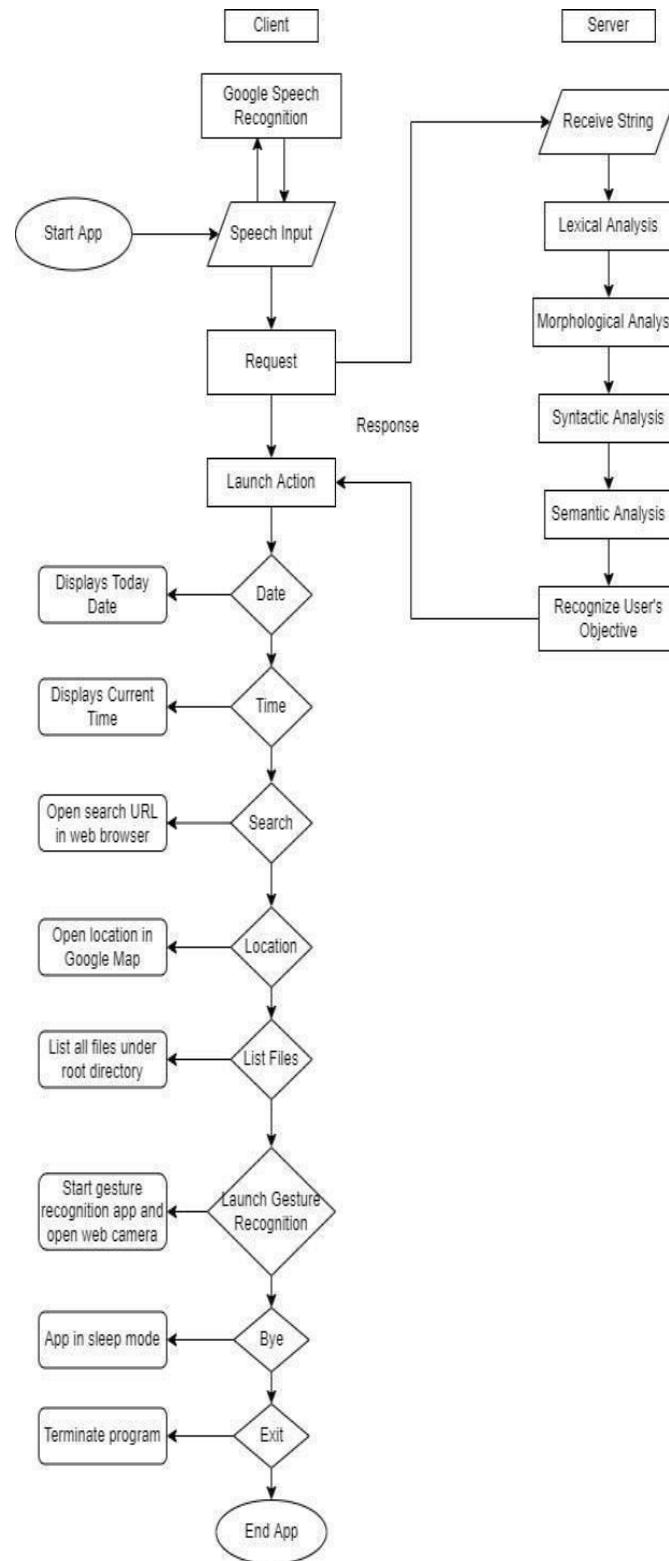 Client
Server
Google Speech
Recognition
Receive String
Start App
Speech Input
Lexical Analysis
Morphological Analys
Request
Response
Syntactic Analysis
Launch Action
Semantic Analysis
Displays Today
Date
Date
Recognize User's
Objective
Displays Current
Time
Time
Open search URL
in web browser
Search
Open location in
Google Map
Location
List all files under
root directory
List Files
Start gesture
recognition app and
open web camera
Launch Gesture
Recognition
App in sleep mode
Bye
Terminate program
Exit
End App